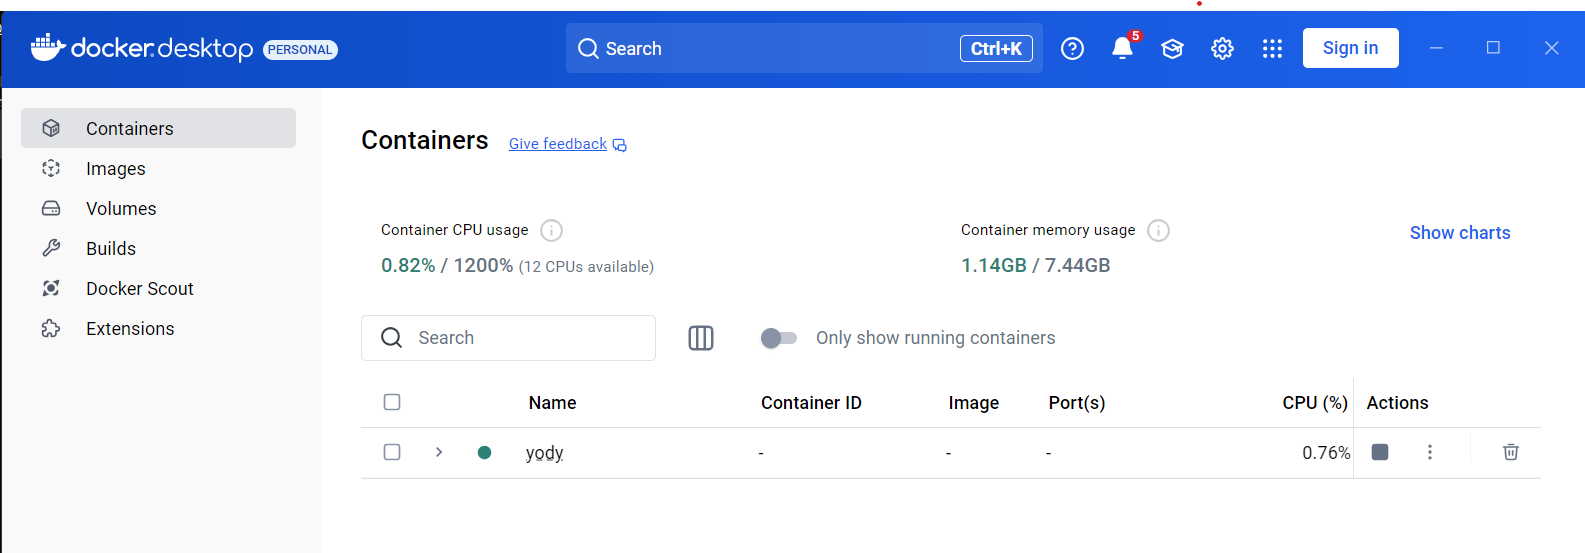 docker.desktop PERSONAL Search Ctrl+K 5 Sign in
Containers
Images
Volumes
Builds
Docker Scout
Extensions
Containers Give feedback
Container CPU usage Container memory usage Show charts
0.82% / 1200% (12 CPUs available) 1.14GB / 7.44GB
Search Only show running containers
Name Container ID Image Port(s) CPU (%) Actions
yody - - - 0.76%